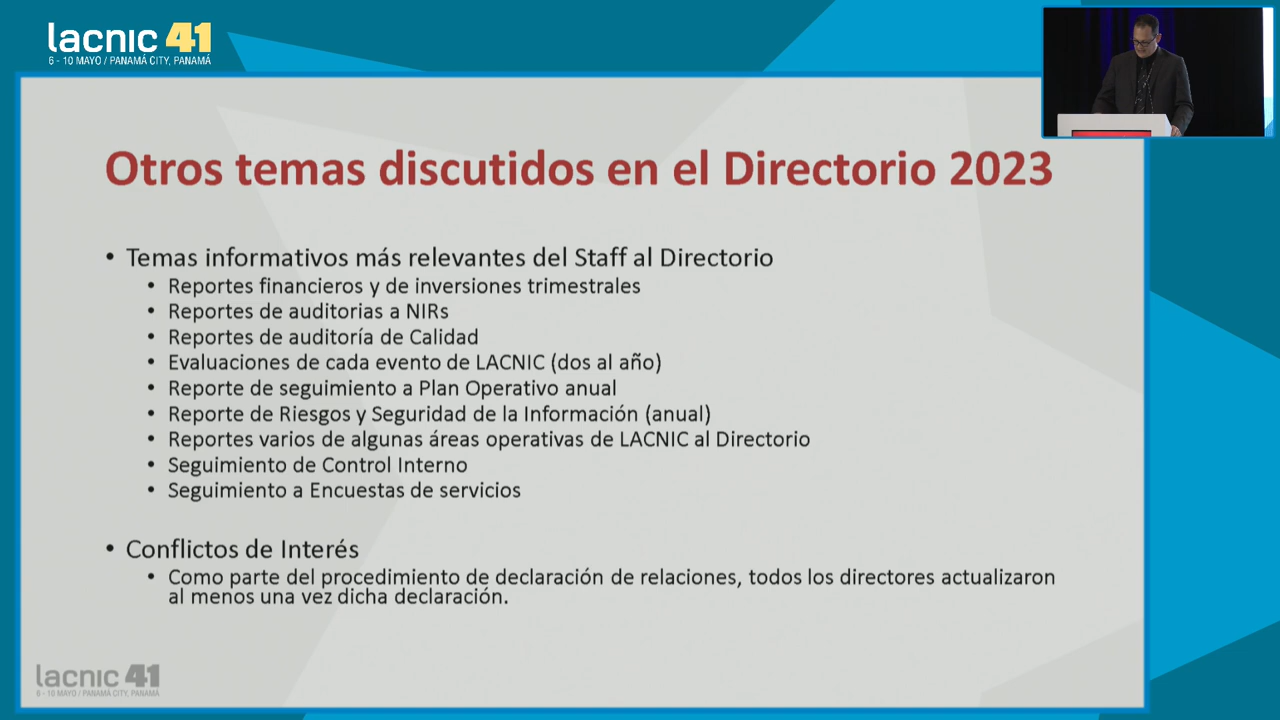 lacnic 41
6 - 10 MAYO / PANAMÁ CITY, PANAMÁ
Otros temas discutidos en el Directorio 2023
• Temas informativos más relevantes del Staff al Directorio
• Reportes financieros y de inversiones trimestrales
• Reportes de auditorias a NIRs
• Reportes de auditoría de Calidad
• Evaluaciones de cada evento de LACNIC (dos al año)
• Reporte de seguimiento a Plan Operativo anual
• Reporte de Riesgos y Seguridad de la Información (anual)
• Reportes varios de algunas áreas operativas de LACNIC al Directorio
• Seguimiento de Control Interno
• Seguimiento a Encuestas de servicios
• Conflictos de Interés
• Como parte del procedimiento de declaración de relaciones, todos los directores actualizaron
al menos una vez dicha declaración.
lacnic 41
6 - 10 MAYO / PANAMÁ CITY, PANAMÁ